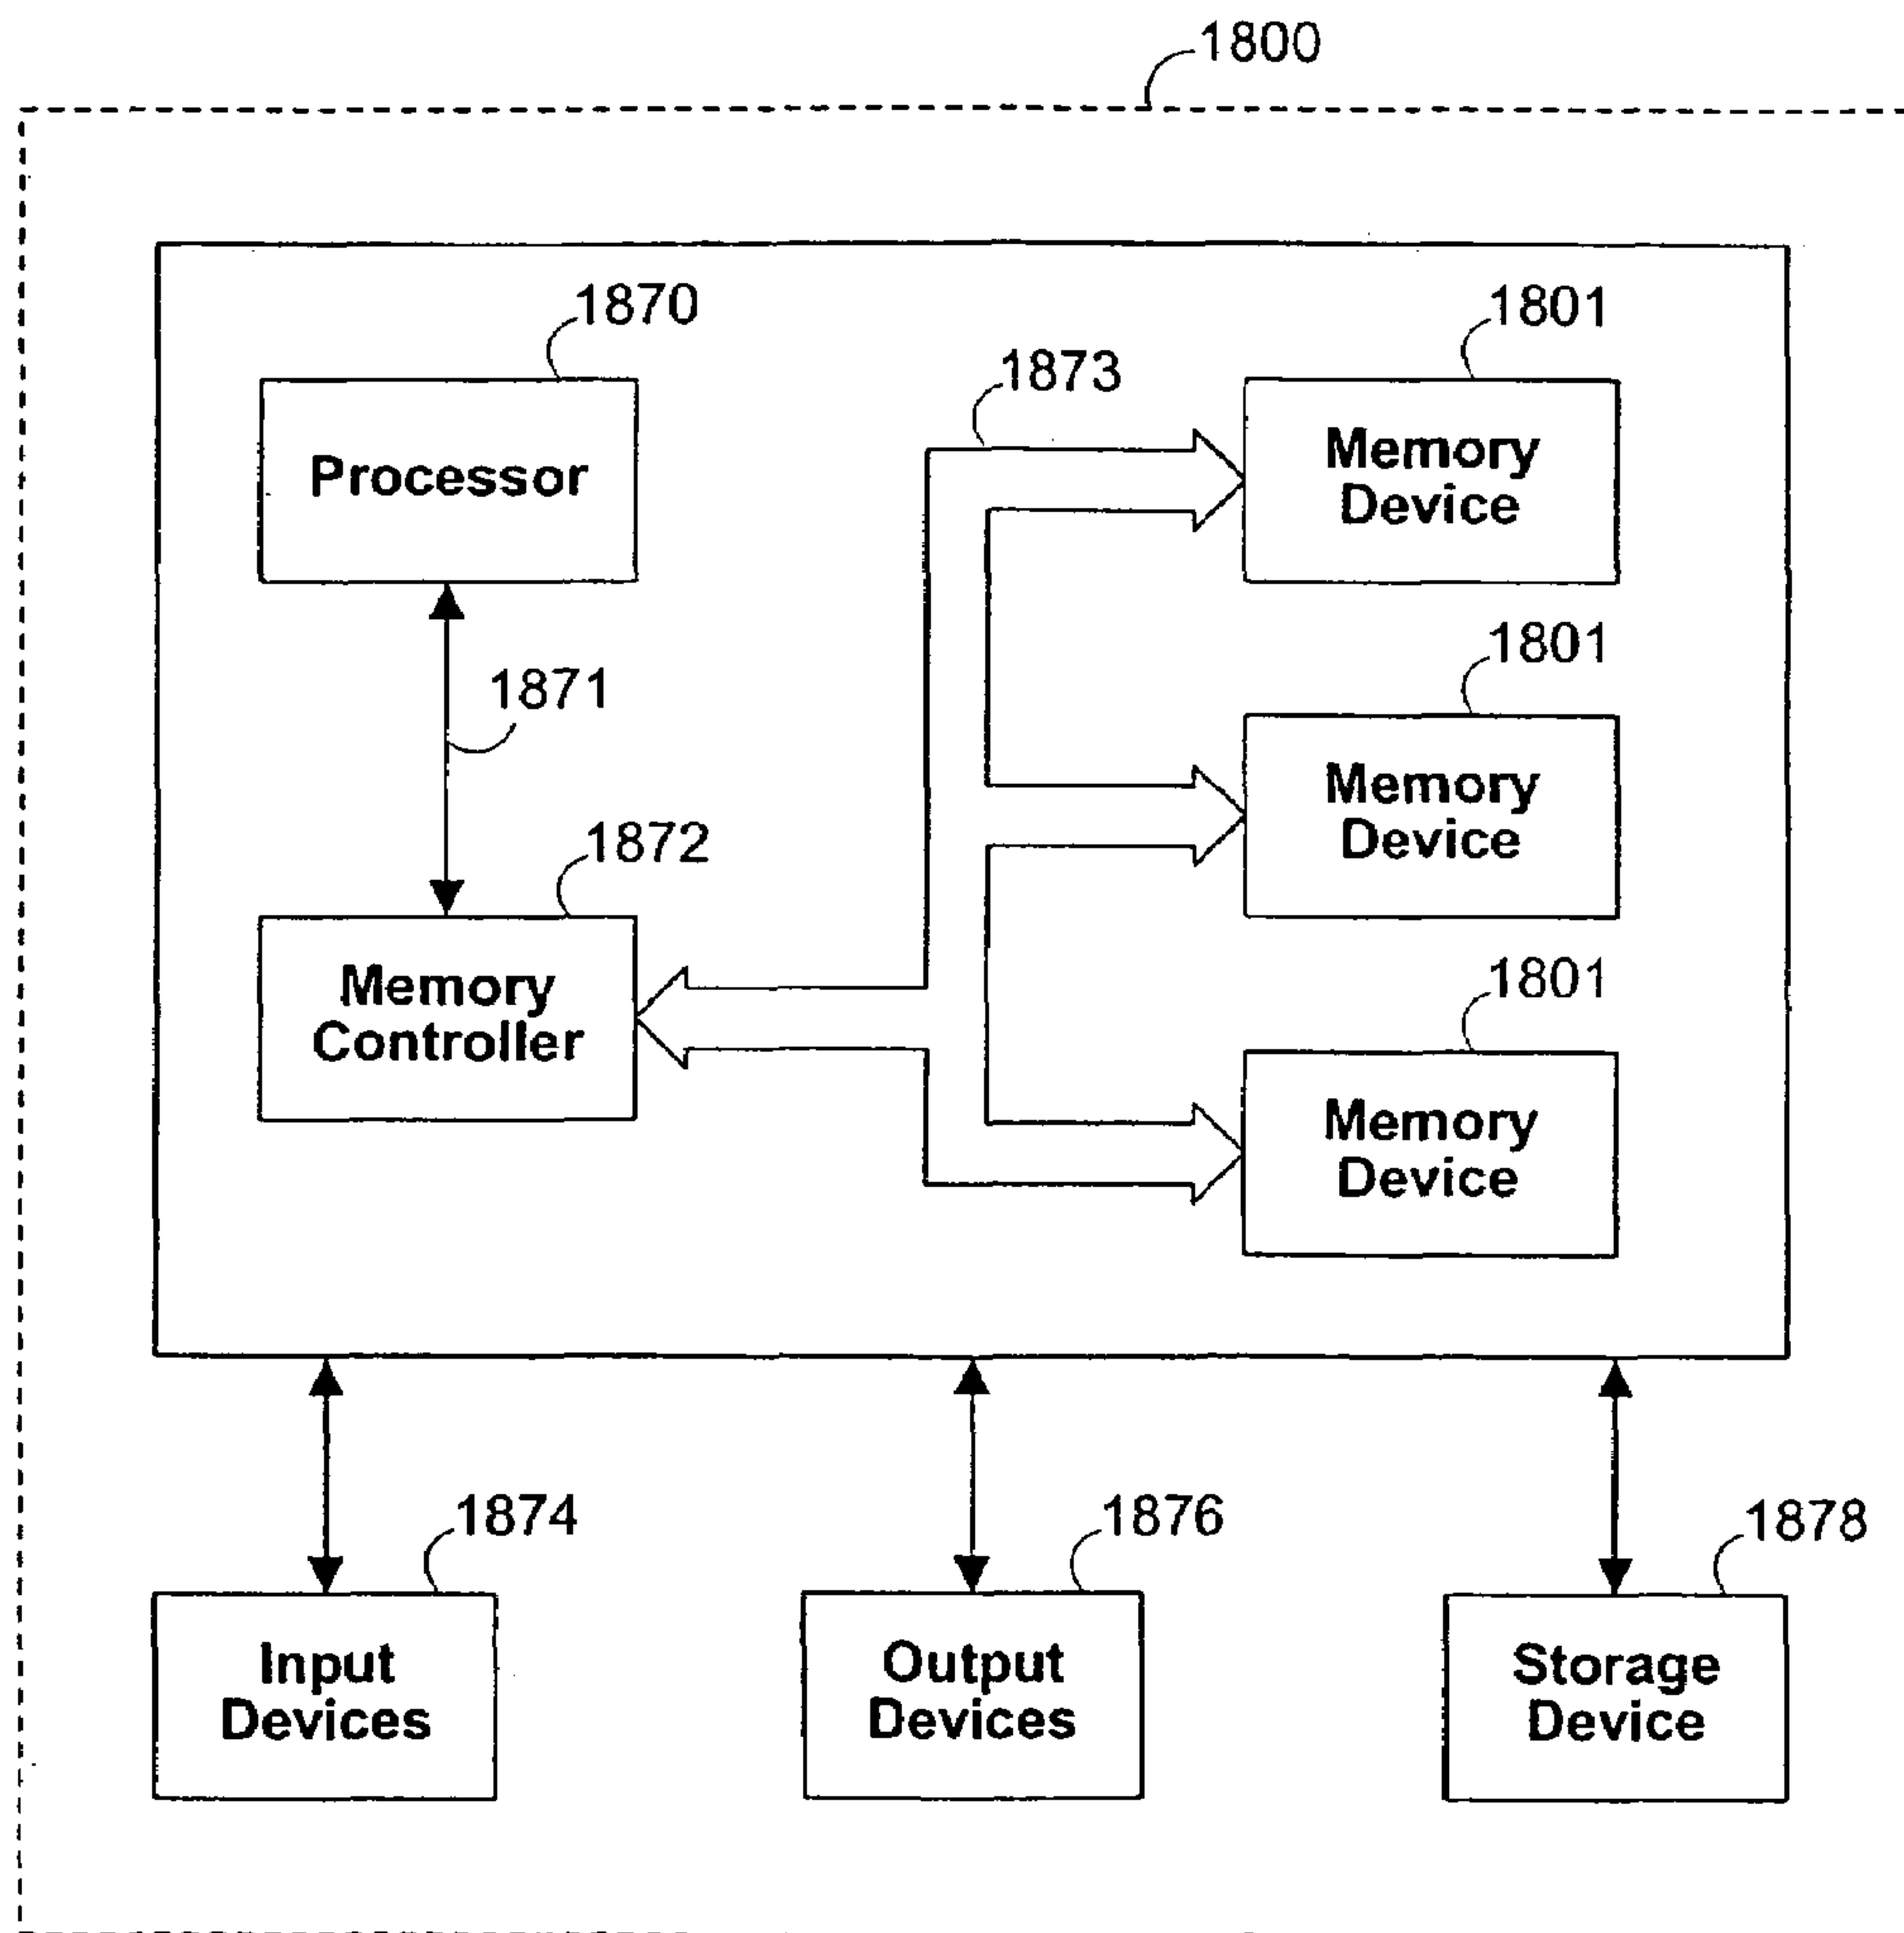 1800
1870
1801
1873
Processor
Memory
Device
1871
1801
Memory
Device
1872
Memory
Controller
1801
Memory
Device
1874
1876
1878
Input
Devices
Output
Devices
Storage
Device